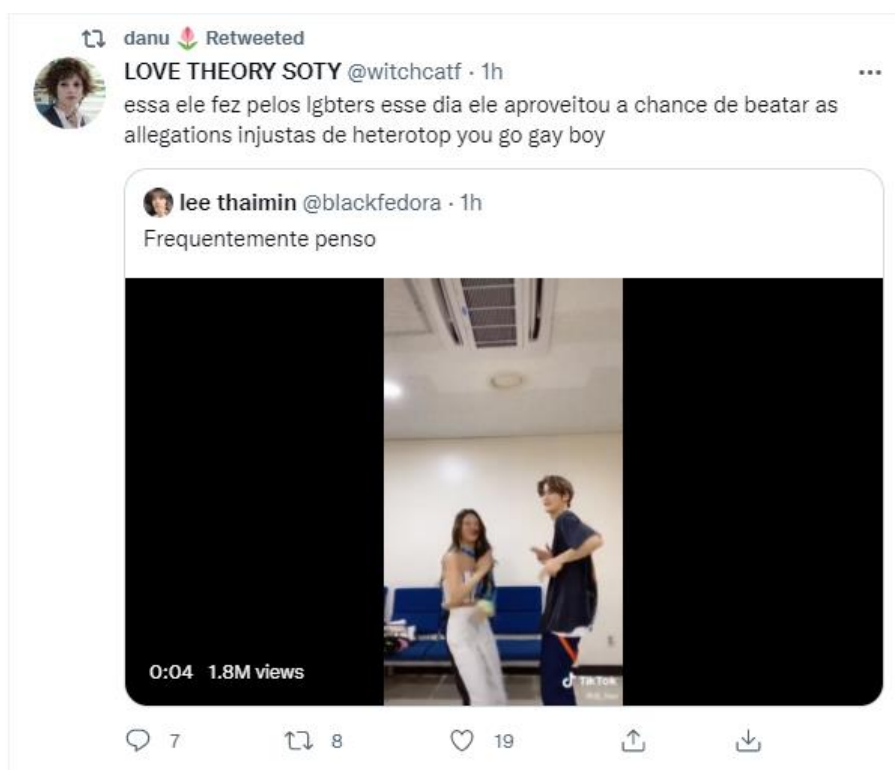 danu 🌷 Retweeted
LOVE THEORY SOTY @witchcatf · 1h
essa ele fez pelos lgbters esse dia ele aproveitou a chance de beatar as
allegations injustas de heterotop you go gay boy
lee thaimin @blackfedora · 1h
Frequentemente penso
0:04 1.8M views
TikTok
7 8 19